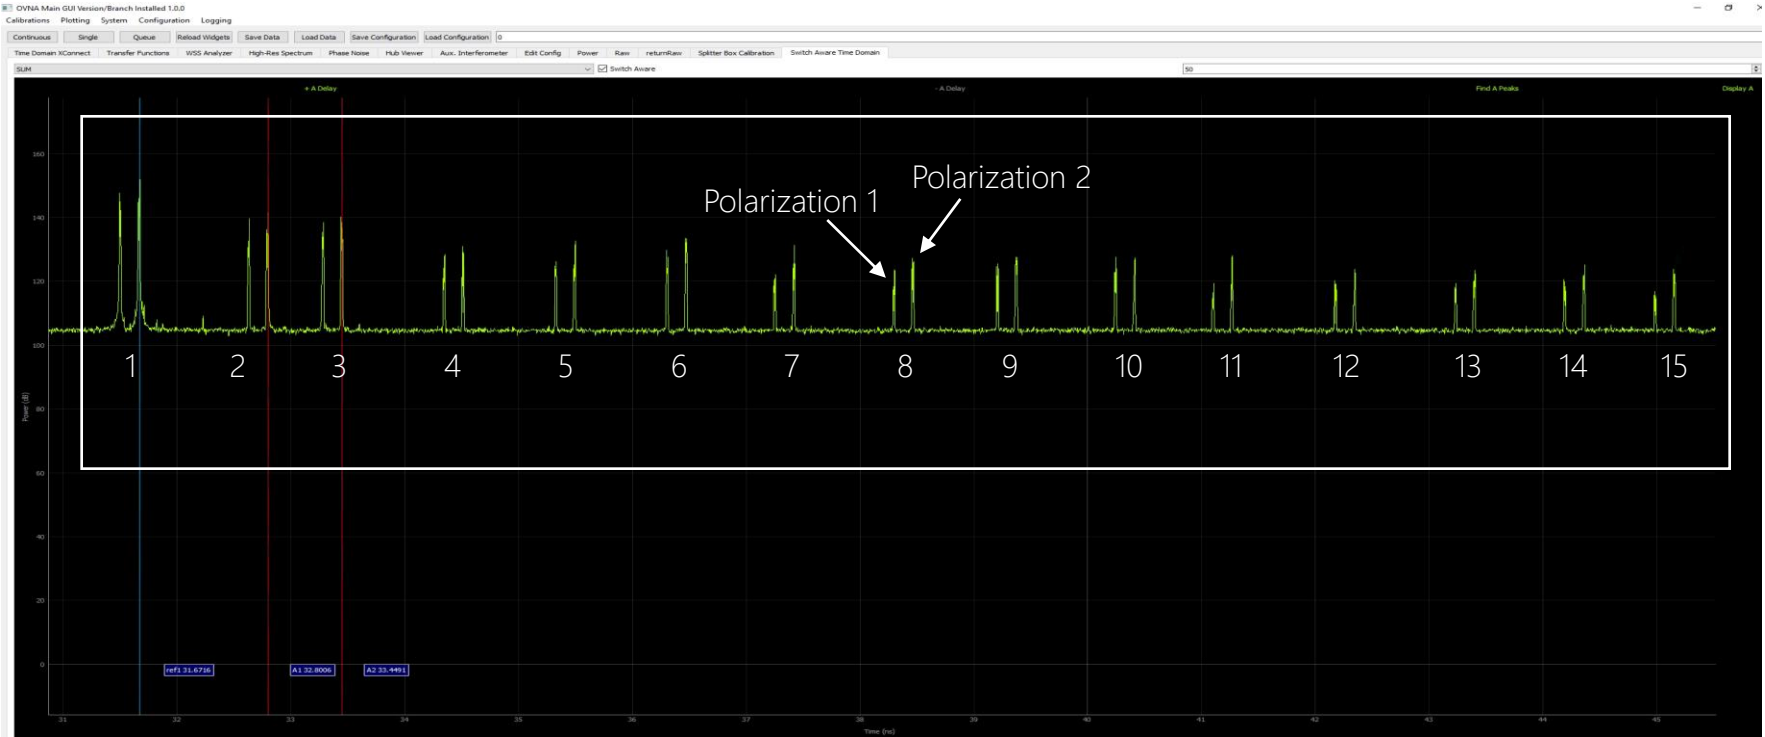 OVNA Main GUI Version/Branch Installed 1.0.0
Calibrations Plotting System Configuration Logging
Continuous Single Queue Reload Widgets Save Data Load Data Save Configuration Load Configuration 0
Time Domain XConnect Transfer Functions WSS Analyzer High-Res Spectrum Phase Noise Hub Viewer Aux. Interferometer Edit Config Power Raw returnRaw Splitter Box Calibration Switch Aware Time Domain
SLIM Switch Aware 50
+ A Delay - A Delay Find A Peaks Display A
160
Polarization 1 Polarization 2
140
120
100
1 2 3 4 5 6 7 8 9 10 11 12 13 14 15
80
Power (dB)
60
40
20
0
ref1 31.6716 A1 32.8006 A2 33.4491
31 32 33 34 35 36 37 38 39 40 41 42 43 44 45
Time (ns)